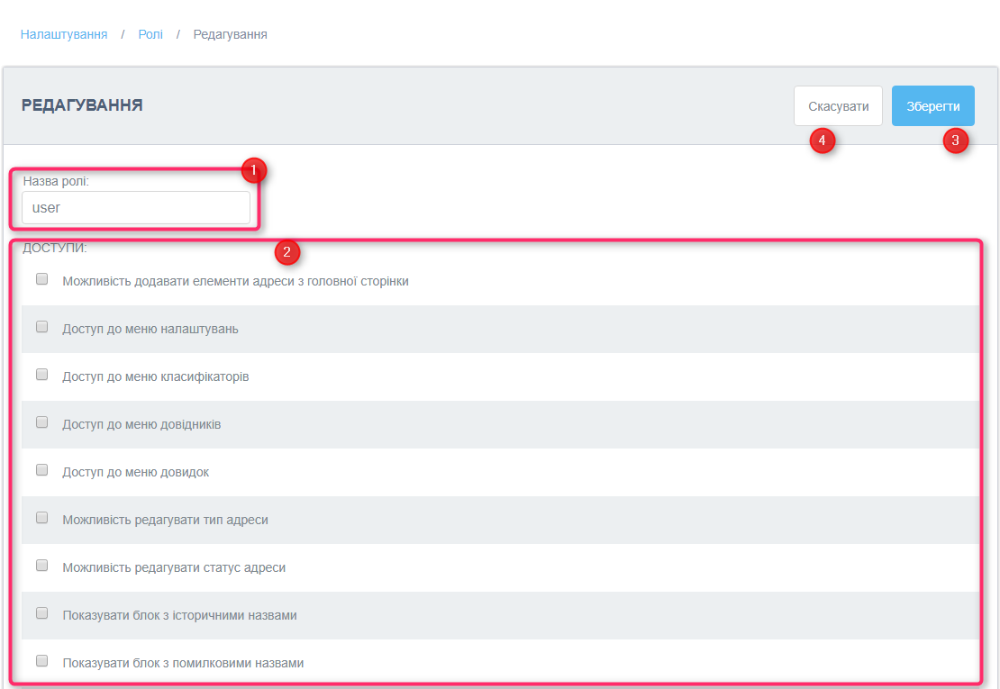 Налаштування / Ролі / Редагування
РЕДАГУВАННЯ
Скасувати
Зберегти
4
3
1
Назва ролі:
user
ДОСТУПИ:
2
Можливість додавати елементи адреси з головної сторінки
Доступ до меню налаштувань
Доступ до меню класифікаторів
Доступ до меню довідників
Доступ до меню довидок
Можливість редагувати тип адреси
Можливість редагувати статус адреси
Показувати блок з історичними назвами
Показувати блок з помилковими назвами